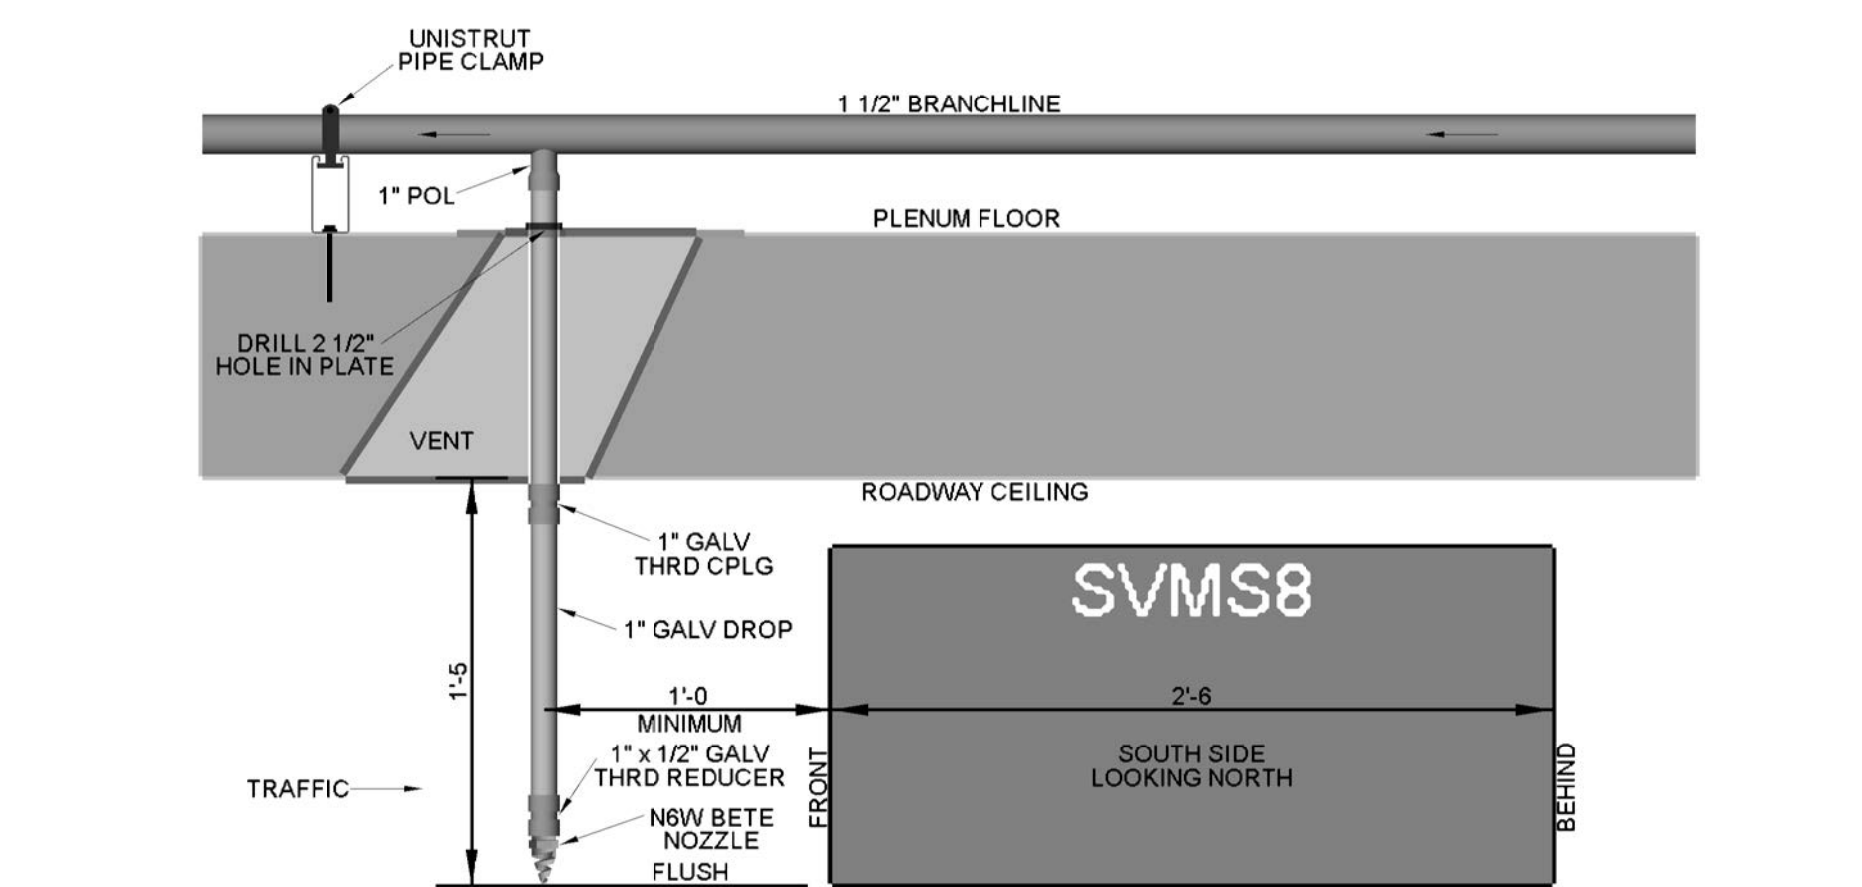 UNISTRUT
PIPE CLAMP
1 1/2" BRANCHLINE
1" POL
PLENUM FLOOR
DRILL 2 1/2"
HOLE IN PLATE
VENT
ROADWAY CEILING
1" GALV
THRD CPLG
SVMS8
1" GALV DROP
1'-5
1'-0
MINIMUM
2'-6
1" x 1/2" GALV
THRD REDUCER
SOUTH SIDE
LOOKING NORTH
TRAFFIC
FRONT
BEHIND
N6W BETE
NOZZLE
FLUSH